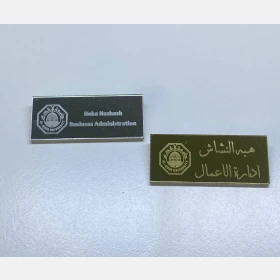 Heba Nashash
Business Administration
هبه النشاش
ادارة الاعمال